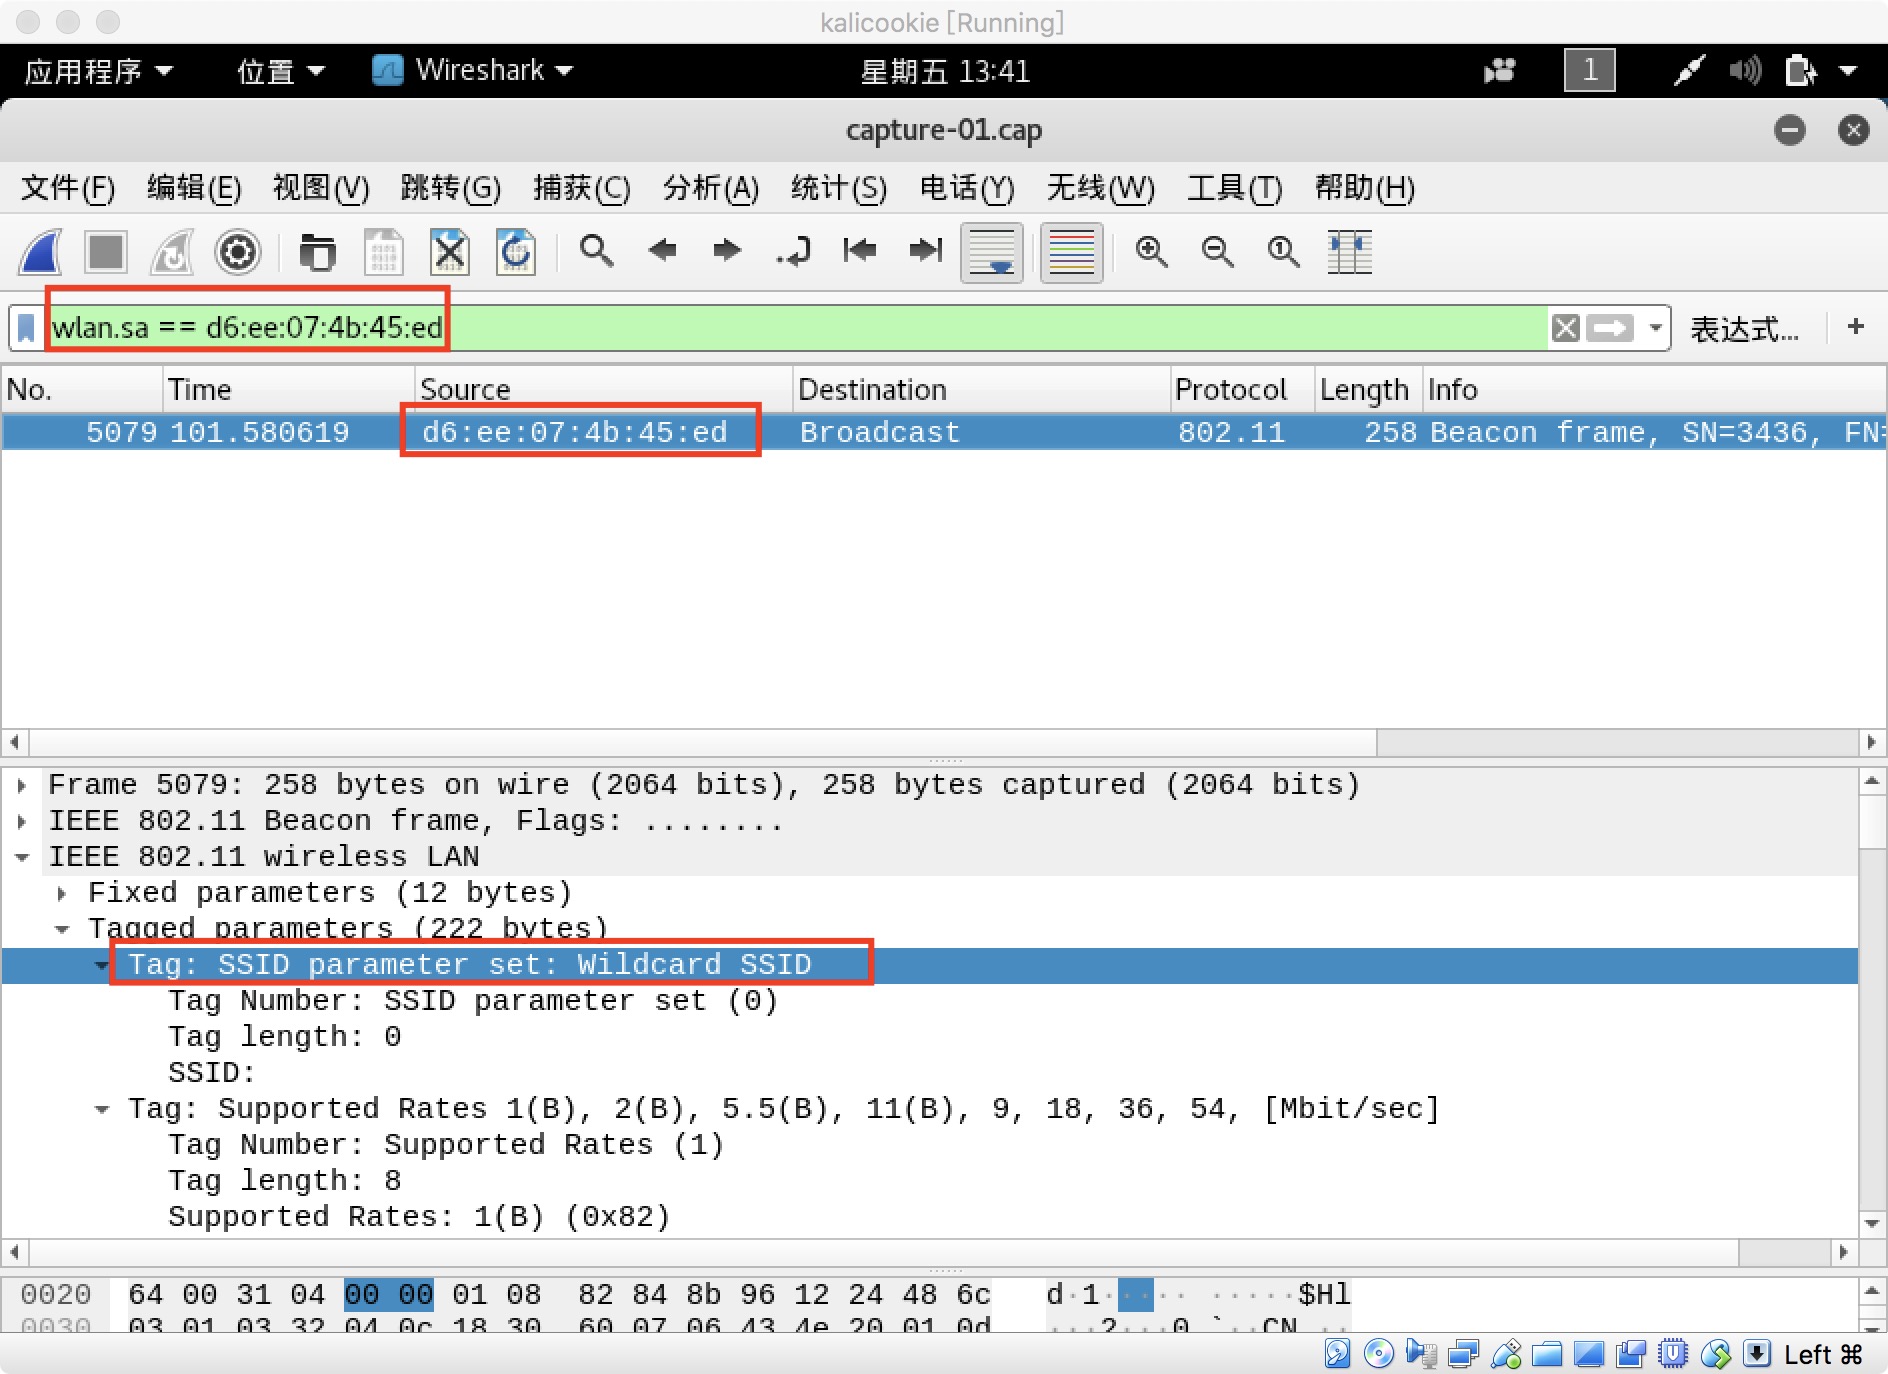 kalicookie [Running]
应用程序 位置 Wireshark 星期五 13:41 1
capture-01.cap
文件(F) 编辑(E) 视图(V) 跳转(G) 捕获(C) 分析(A) 统计(S) 电话(Y) 无线(W) 工具(T) 帮助(H)
wlan.sa == d6:ee:07:4b:45:ed 表达式... +
No. Time Source Destination Protocol Length Info
5079 101.580619 d6:ee:07:4b:45:ed Broadcast 802.11 258 Beacon frame, SN=3436, FN=
Frame 5079: 258 bytes on wire (2064 bits), 258 bytes captured (2064 bits)
IEEE 802.11 Beacon frame, Flags: ........
IEEE 802.11 wireless LAN
Fixed parameters (12 bytes)
Tagged parameters (222 bytes)
Tag: SSID parameter set: Wildcard SSID
Tag Number: SSID parameter set (0)
Tag length: 0
SSID:
Tag: Supported Rates 1(B), 2(B), 5.5(B), 11(B), 9, 18, 36, 54, [Mbit/sec]
Tag Number: Supported Rates (1)
Tag length: 8
Supported Rates: 1(B) (0x82)
0020 64 00 31 04 00 00 01 08 82 84 8b 96 12 24 48 6c d·1····· ·····$Hl
0030 03 01 03 32 04 0c 18 30 60 07 06 43 4e 20 01 0d ···2···0 `··CN ··
Left ⌘